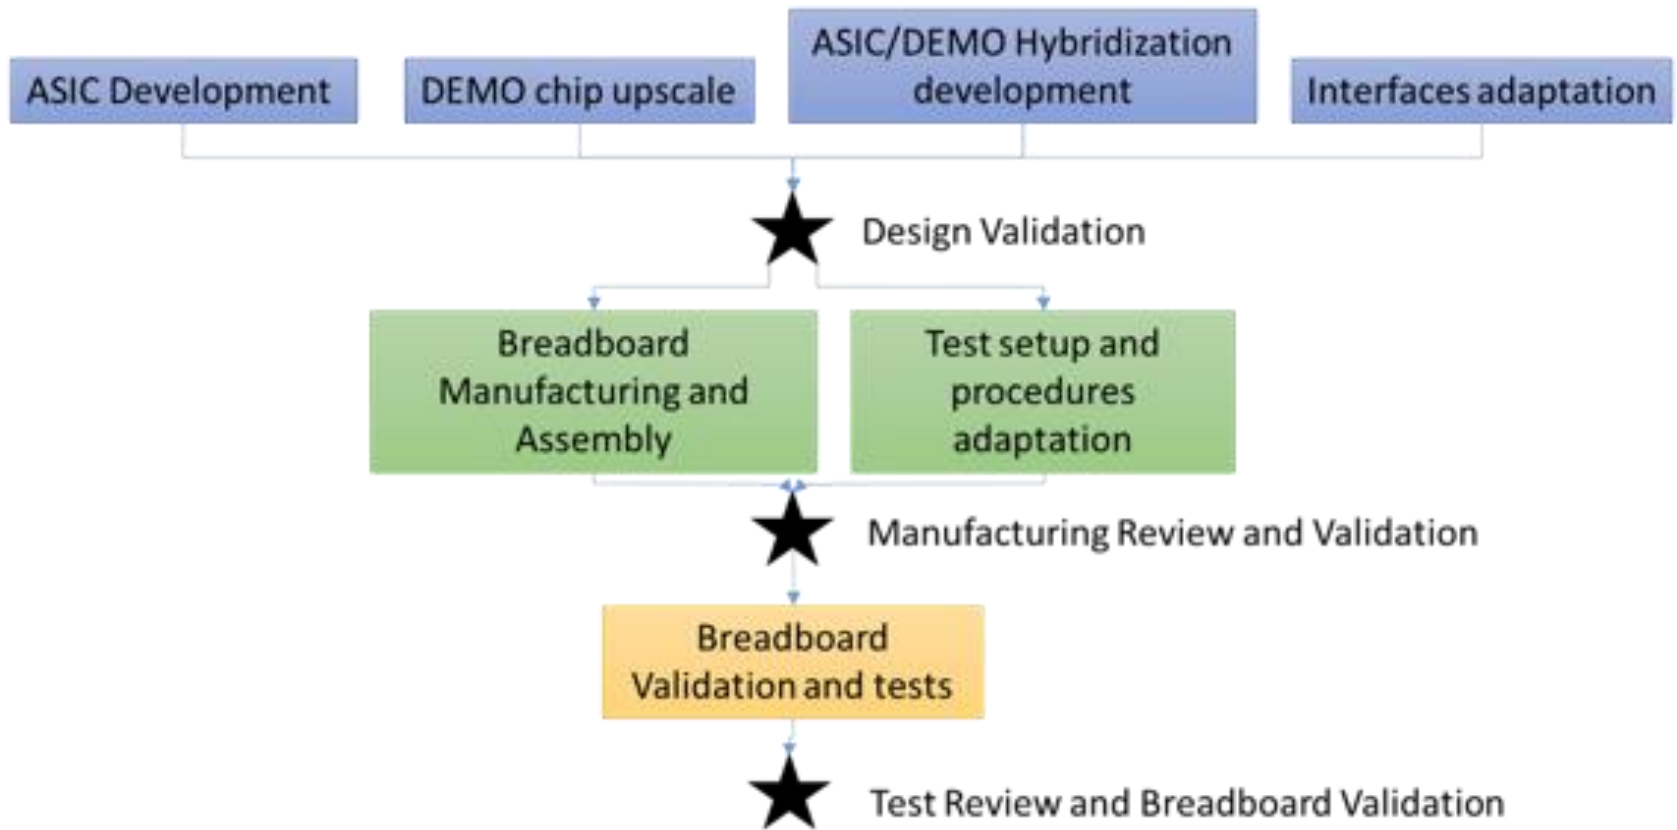 ASIC Development
DEMO chip upscale
ASIC/DEMO Hybridization
development
Interfaces adaptation
Design Validation
Breadboard
Manufacturing and
Assembly
Test setup and
procedures
adaptation
Manufacturing Review and Validation
Breadboard
Validation and tests
Test Review and Breadboard Validation